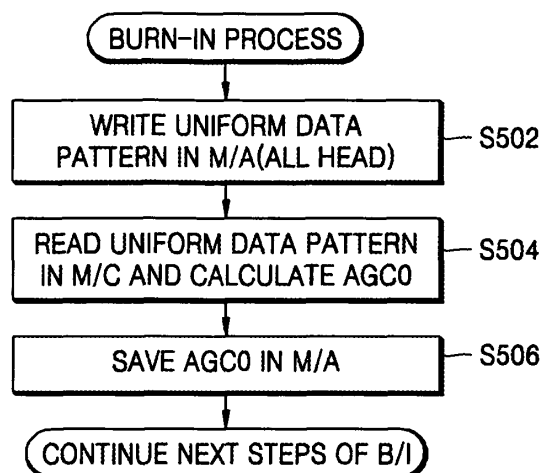 BURN-IN PROCESS
WRITE UNIFORM DATA
PATTERN IN M/A(ALL HEAD)
S502
READ UNIFORM DATA PATTERN
IN M/C AND CALCULATE AGC0
S504
SAVE AGC0 IN M/A
S506
CONTINUE NEXT STEPS OF B/I